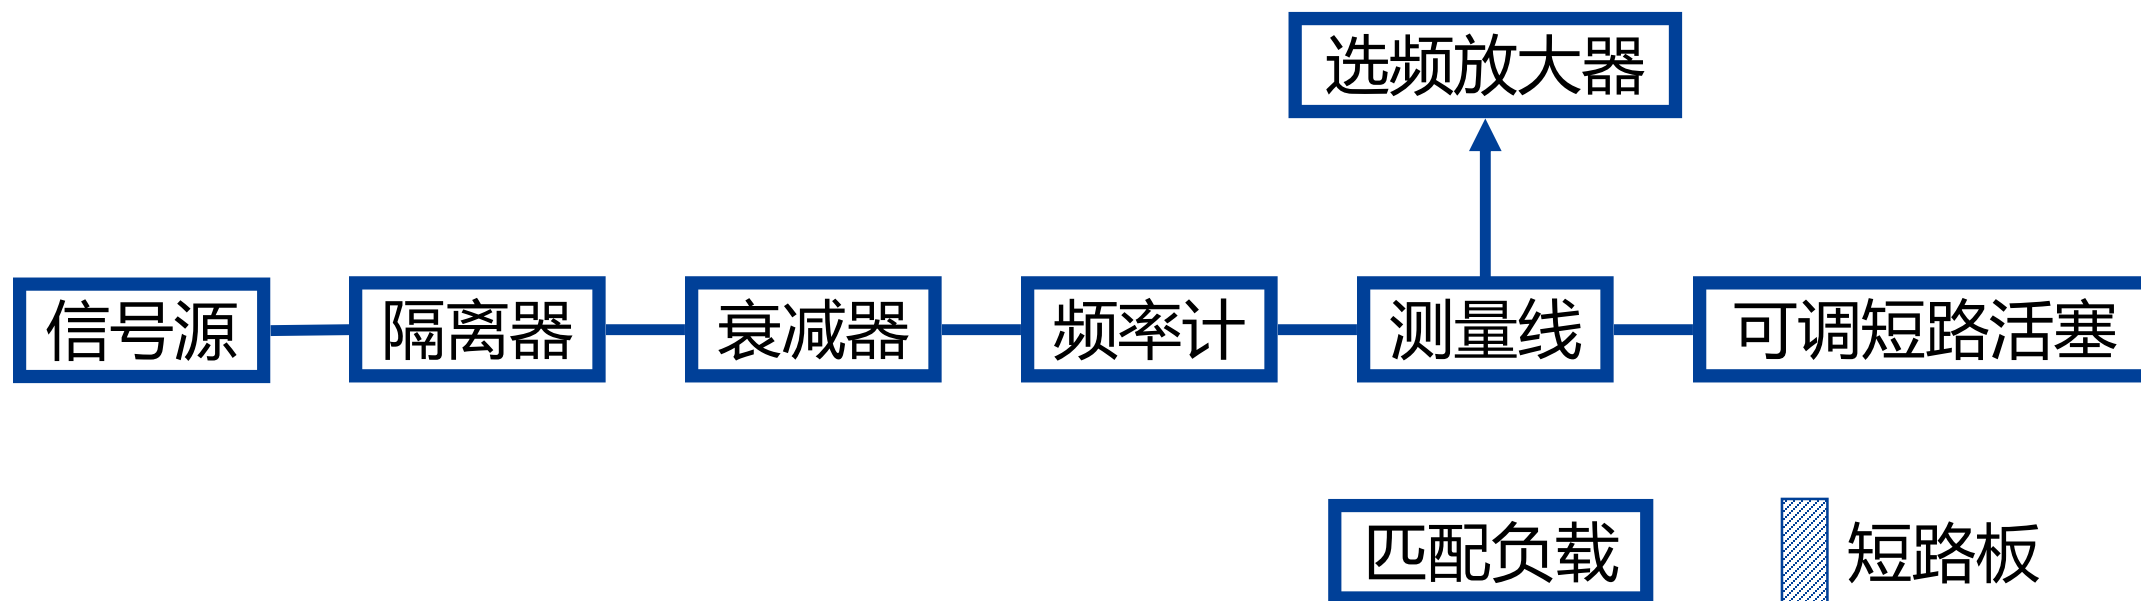 选频放大器
信号源
隔离器
衰减器
频率计
测量线
可调短路活塞
匹配负载
短路板